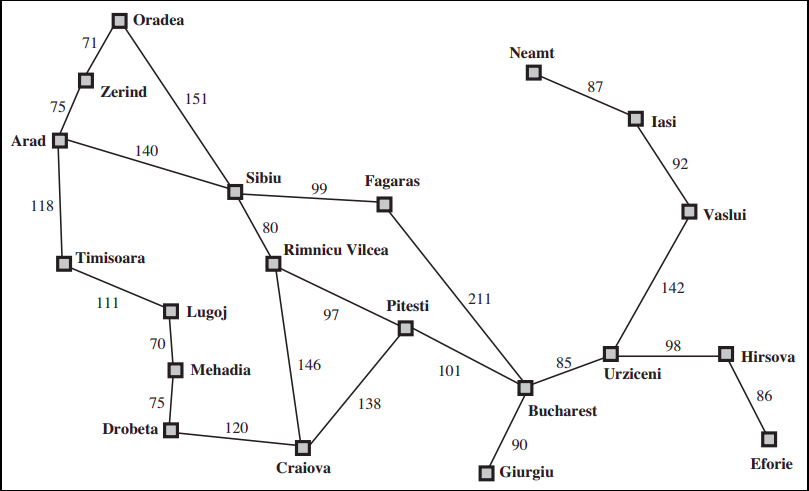 Oradea
71
Neamt
87
Zerind
75
151
Iasi
Arad
140
92
Sibiu
99
Fagaras
118
Vaslui
80
Rimnicu Vilcea
Timisoara
142
111
Lugoj
97
Pitesti
211
70
146
101
85
98
Hirsova
Mehadia
Urziceni
86
75
138
Bucharest
Drobeta
120
90
Craiova
Giurgiu
Eforie